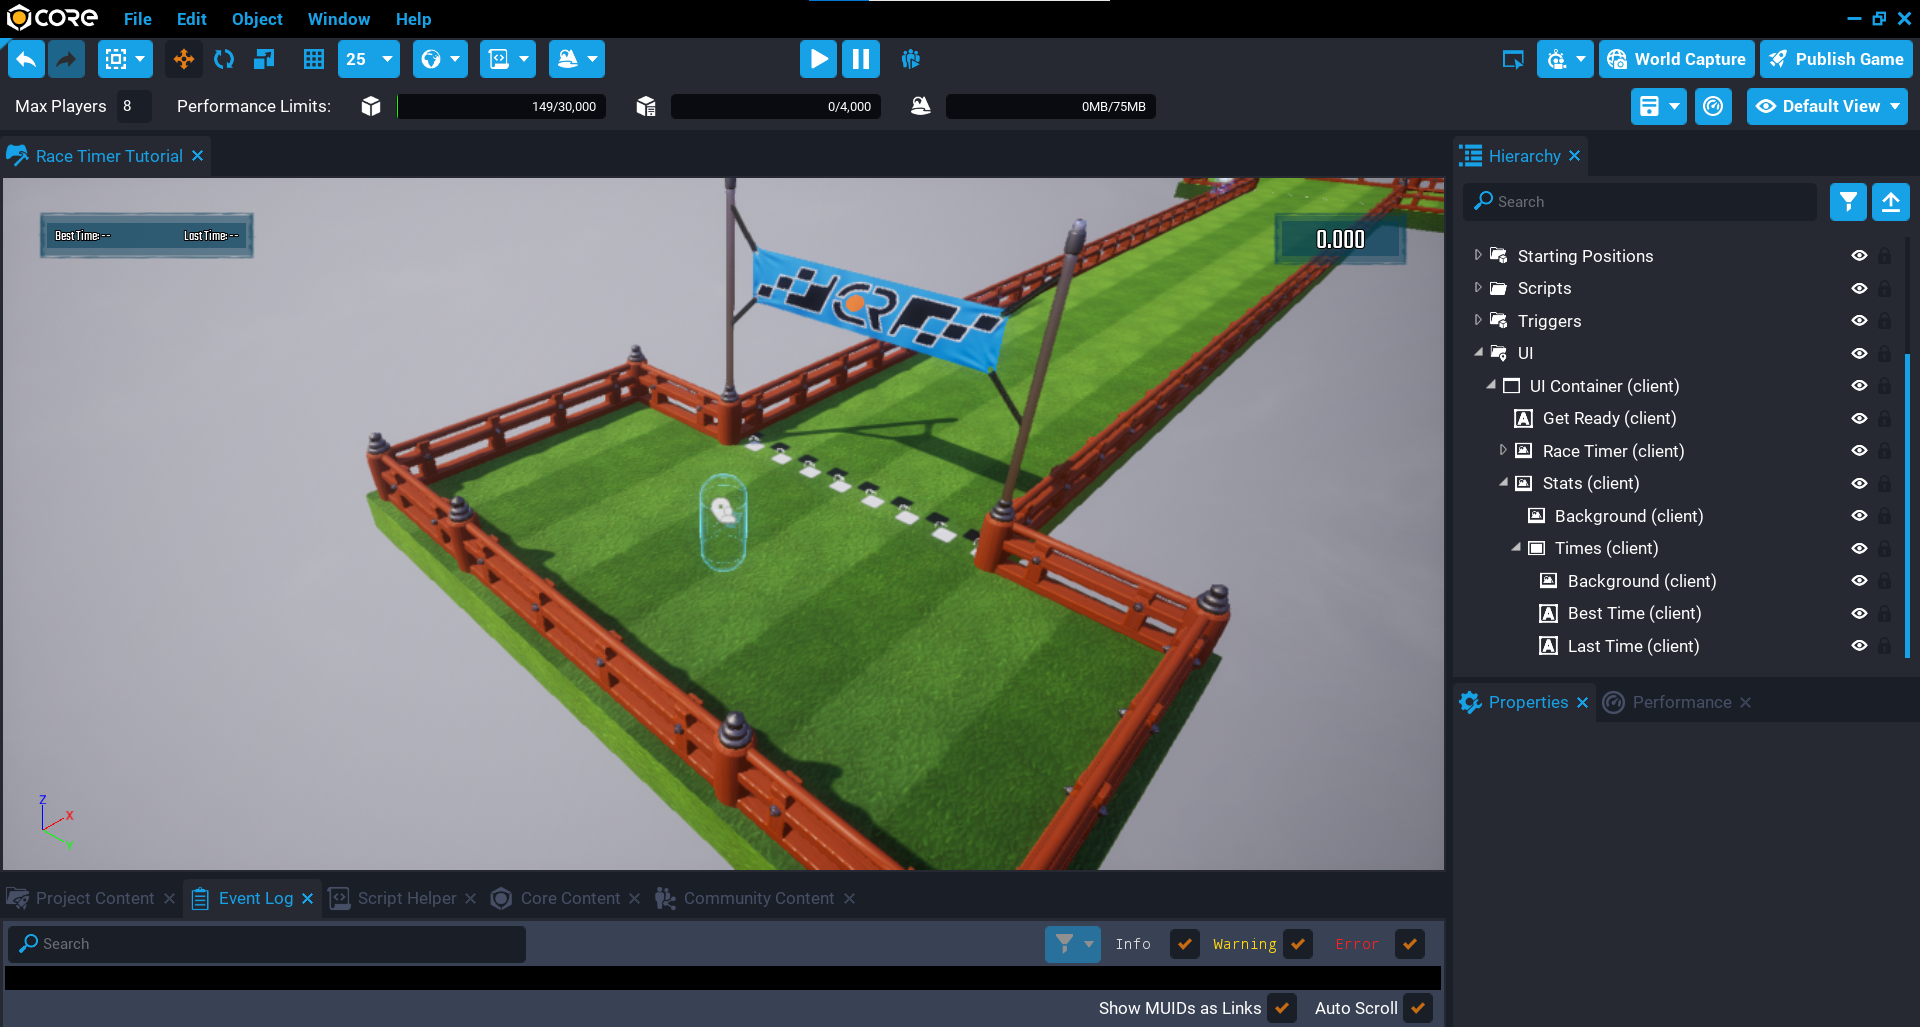 CORE File Edit Object Window Help
25 World Capture Publish Game
Max Players 8 Performance Limits: 149/30,000 0/4,000 0MB/75MB Default View
Race Timer Tutorial
Hierarchy
Search
Best Time: -- Last Time: --
0.000
Starting Positions
Scripts
Triggers
UI
UI Container (client)
Get Ready (client)
Race Timer (client)
Stats (client)
Background (client)
Times (client)
Background (client)
Best Time (client)
Last Time (client)
Properties Performance
Z
X
Y
Project Content Event Log Script Helper Core Content Community Content
Search Info Warning Error
Show MUIDs as Links Auto Scroll